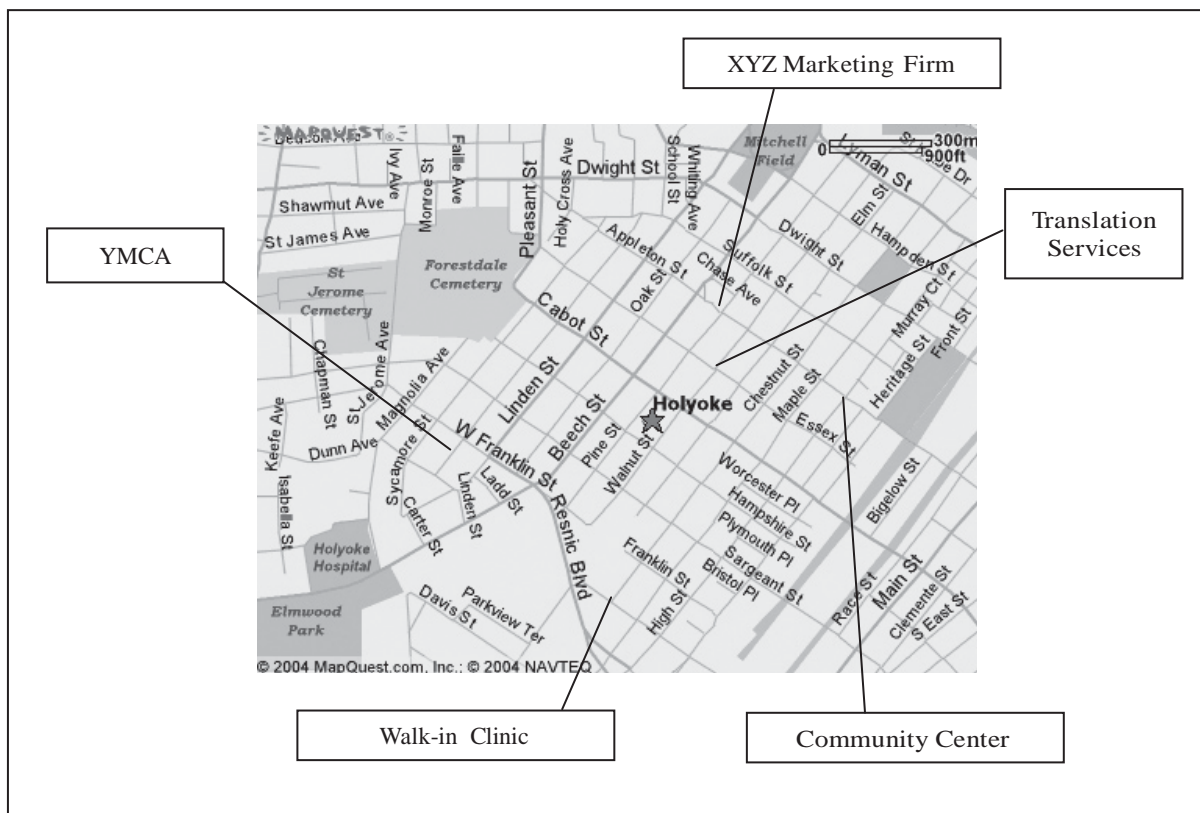 XYZ Marketing Firm
MAPQUEST®
300m
900ft
0
Mitchell
Field
Lyman St
Ivy Ave
Monroe St
Faille Ave
Pleasant St
Holy Cross Ave
Dwight St
School St
Whiting Ave
Elm St
Hampden St
Shawmut Ave
St James Ave
Translation
Services
YMCA
St
Jerome
Cemetery
Forestdale
Cemetery
Appleton St
Oak St
Suffolk St
Chase Ave
Dwight St
Murray Ct
Front St
Heritage St
Cabot St
Chapman St
St Jerome Ave
Magnolia Ave
Linden St
Beech St
Pine St
Holyoke
Walnut St
Chestnut St
Maple St
Essex St
Keefe Ave
Dunn Ave
Isabella St
Sycamore St
W Franklin St
Ladd St
Linden St
Carter St
Resnic Blvd
Worcester Pl
Hampshire St
Plymouth Pl
Sargeant St
Bristol Pl
Franklin St
High St
Bigelow St
Race St
Main St
Clemente St
S East St
Holyoke
Hospital
Elmwood
Park
Davis St
Parkview Ter
© 2004 MapQuest.com, Inc.; © 2004 NAVTEQ
Walk-in Clinic
Community Center